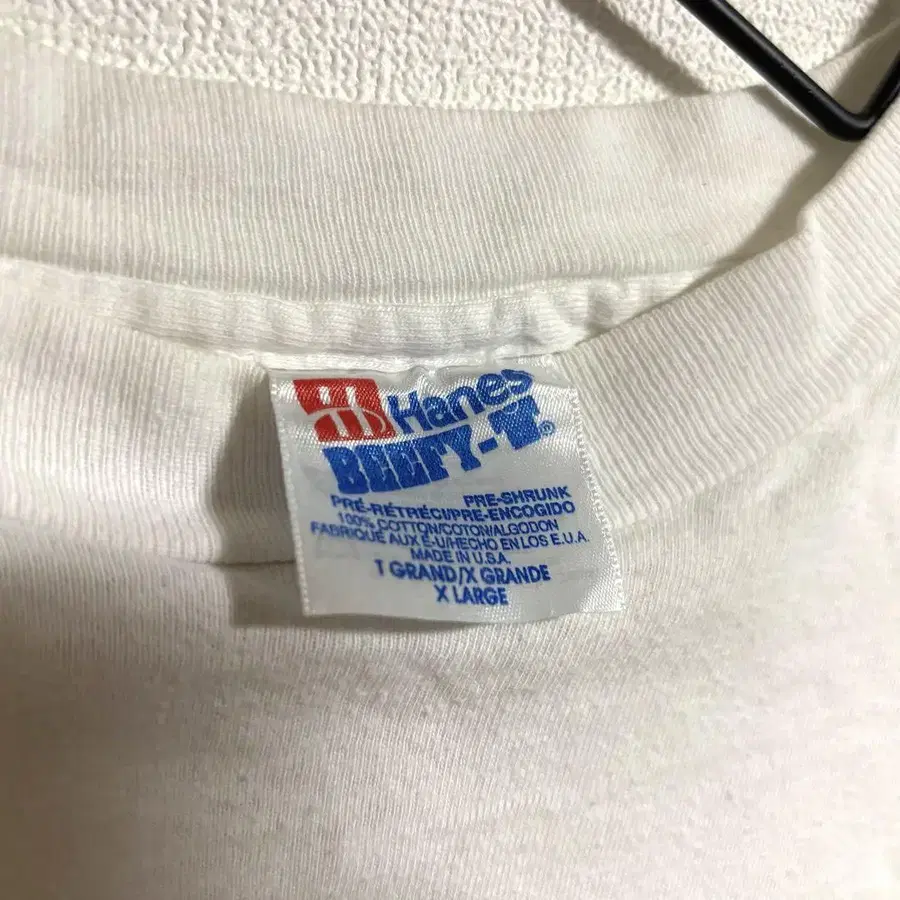 Hanes
BEEFY-T®
PRE-SHRUNK
PRÉ-RÉTRÉCI/PRE-ENCOGIDO
100% COTTON/COTON/ALGODON
FABRIQUÉ AUX É-U/HECHO EN LOS E.U.A.
MADE IN U.S.A.
T GRAND/X GRANDE
X LARGE